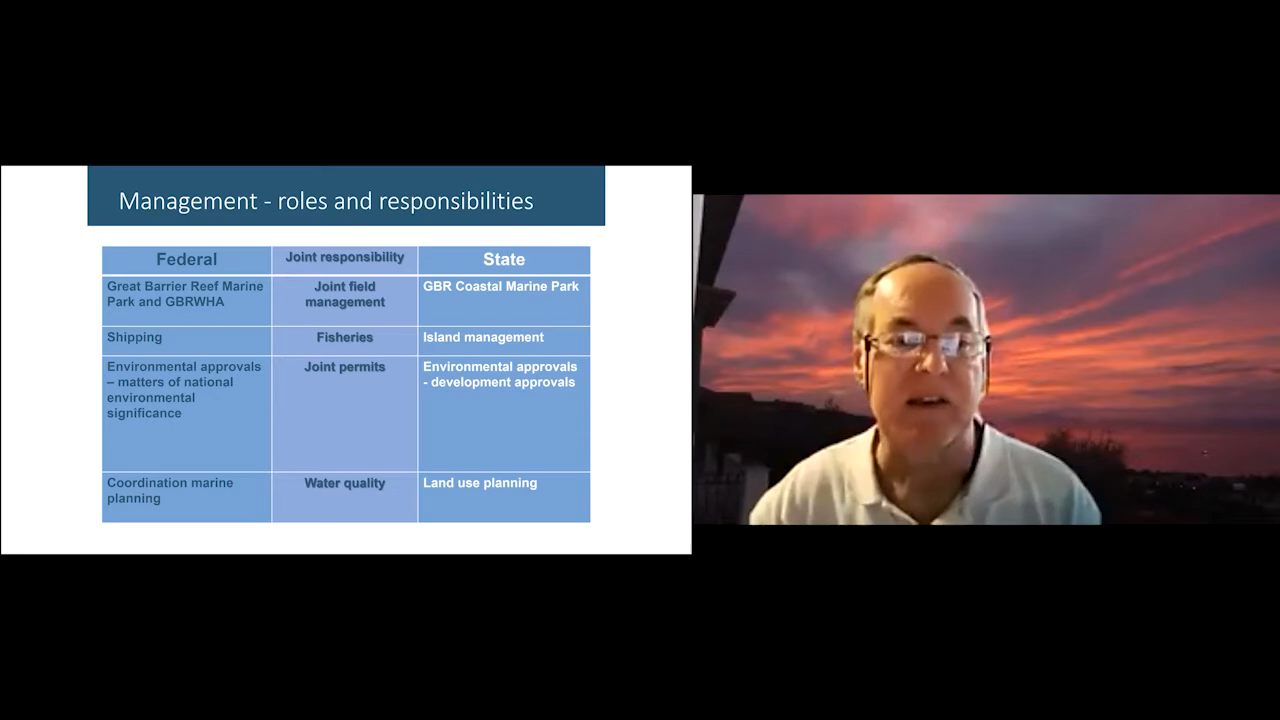 Management - roles and responsibilities
Federal
Joint responsibility
State
Great Barrier Reef Marine
Park and GBRWHA
Joint field
management
GBR Coastal Marine Park
Shipping
Fisheries
Island management
Environmental approvals
– matters of national
environmental
significance
Joint permits
Environmental approvals
- development approvals
Coordination marine
planning
Water quality
Land use planning